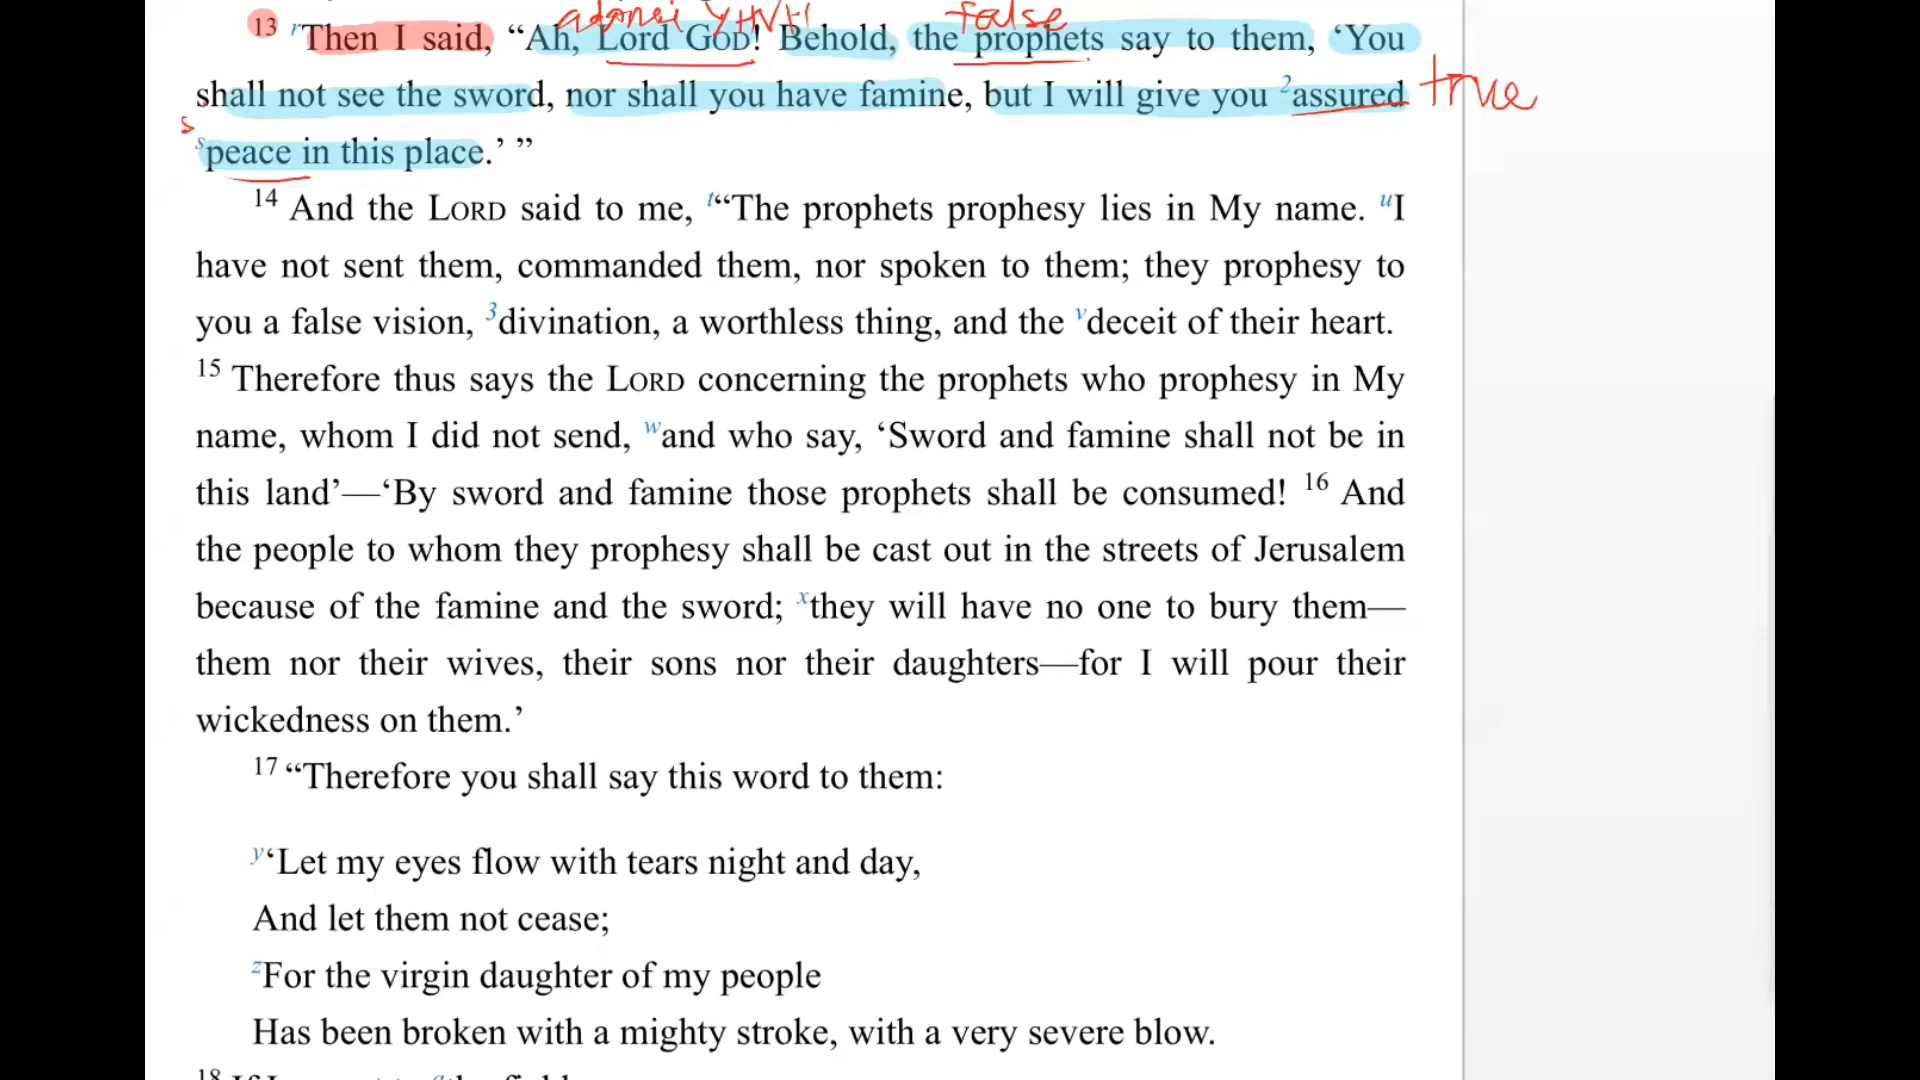 adonai YHVH false
13 rThen I said, “Ah, Lord GOD! Behold, the prophets say to them, ‘You
shall not see the sword, nor shall you have famine, but I will give you 2assured true
s
speace in this place.’ ”
14 And the LORD said to me, t“The prophets prophesy lies in My name. uI
have not sent them, commanded them, nor spoken to them; they prophesy to
you a false vision, 3divination, a worthless thing, and the vdeceit of their heart.
15 Therefore thus says the LORD concerning the prophets who prophesy in My
name, whom I did not send, wand who say, ‘Sword and famine shall not be in
this land’—‘By sword and famine those prophets shall be consumed! 16 And
the people to whom they prophesy shall be cast out in the streets of Jerusalem
because of the famine and the sword; xthey will have no one to bury them—
them nor their wives, their sons nor their daughters—for I will pour their
wickedness on them.’
17 “Therefore you shall say this word to them:
y‘Let my eyes flow with tears night and day,
And let them not cease;
zFor the virgin daughter of my people
Has been broken with a mighty stroke, with a very severe blow.
18